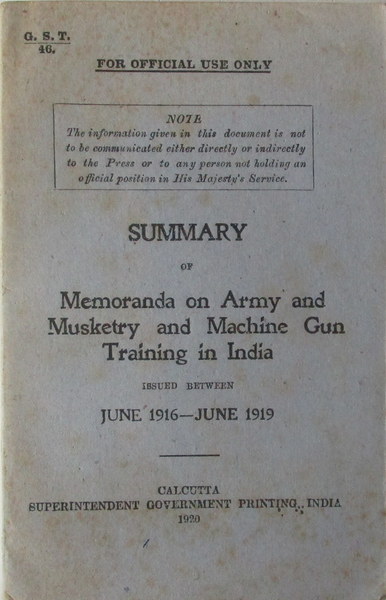 G. S. T.
46.
FOR OFFICIAL USE ONLY
NOTE
The information given in this document is not
to be communicated either directly or indirectly
to the Press or to any person not holding an
official position in His Majesty's Service.
SUMMARY
OF
Memoranda on Army and
Musketry and Machine Gun
Training in India
ISSUED BETWEEN
JUNE 1916—JUNE 1919
CALCUTTA
SUPERINTENDENT GOVERNMENT PRINTING, INDIA
1920